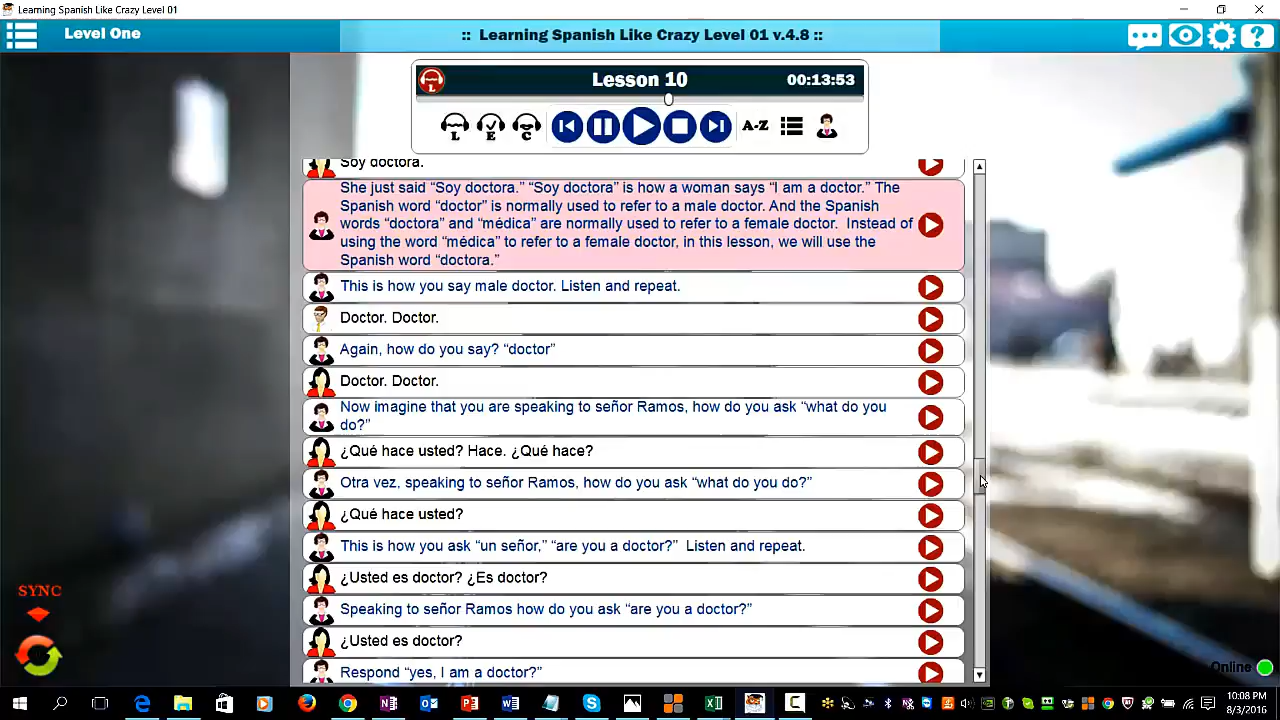 Learning Spanish Like Crazy Level 01
Level One
:: Learning Spanish Like Crazy Level 01 v.4.8 ::
Lesson 10
00:13:53
L
L
E
C
A-Z
Soy doctora.
She just said “Soy doctora.” “Soy doctora” is how a woman says “I am a doctor.” The
Spanish word “doctor” is normally used to refer to a male doctor. And the Spanish
words “doctora” and “médica” are normally used to refer to a female doctor. Instead of
using the word “médica” to refer to a female doctor, in this lesson, we will use the
Spanish word “doctora.”
This is how you say male doctor. Listen and repeat.
Doctor. Doctor.
Again, how do you say? “doctor”
Doctor. Doctor.
Now imagine that you are speaking to señor Ramos, how do you ask “what do you
do?”
¿Qué hace usted? Hace. ¿Qué hace?
Otra vez, speaking to señor Ramos, how do you ask “what do you do?”
¿Qué hace usted?
This is how you ask “un señor,” “are you a doctor?” Listen and repeat.
¿Usted es doctor? ¿Es doctor?
Speaking to señor Ramos how do you ask “are you a doctor?”
¿Usted es doctor?
Respond “yes, I am a doctor?”
SYNC
Online
10:08 PM
8/3/2016